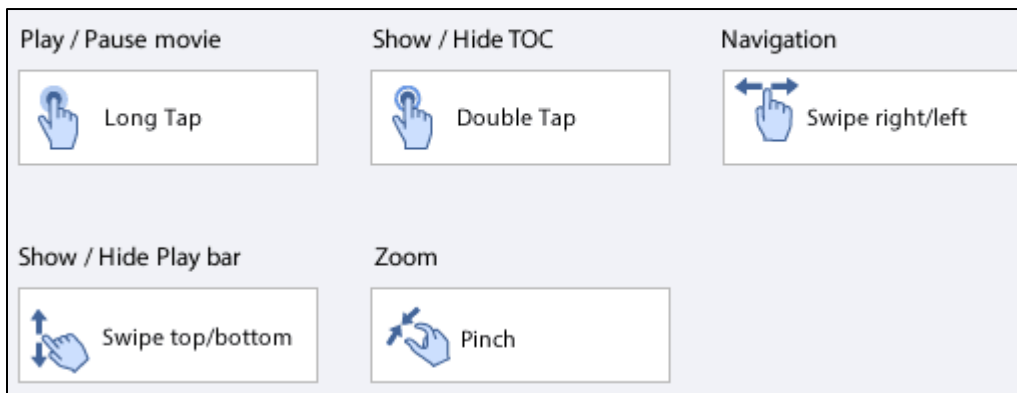 Play / Pause movie
Show / Hide TOC
Navigation
Long Tap
Double Tap
Swipe right/left
Show / Hide Play bar
Zoom
Swipe top/bottom
Pinch